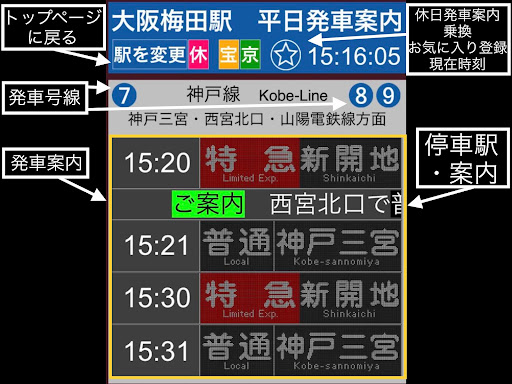 トップページ
に戻る
大阪梅田駅 平日発車案内
駅を変更 休 宝 京 15:16:05
休日発車案内
乗換
お気に入り登録
現在時刻
発車号線
7 神戸線 Kobe-Line 8 9
神戸三宮・西宮北口・山陽電鉄線方面
発車案内
停車駅
・案内
15:20 特急 新開地
Limited Exp. Shinkaichi
ご案内 西宮北口で普
15:21 普通 神戸三宮
Local Kobe-sannomiya
15:30 特急 新開地
Limited Exp. Shinkaichi
15:31 普通 神戸三宮
Local Kobe-sannomiya